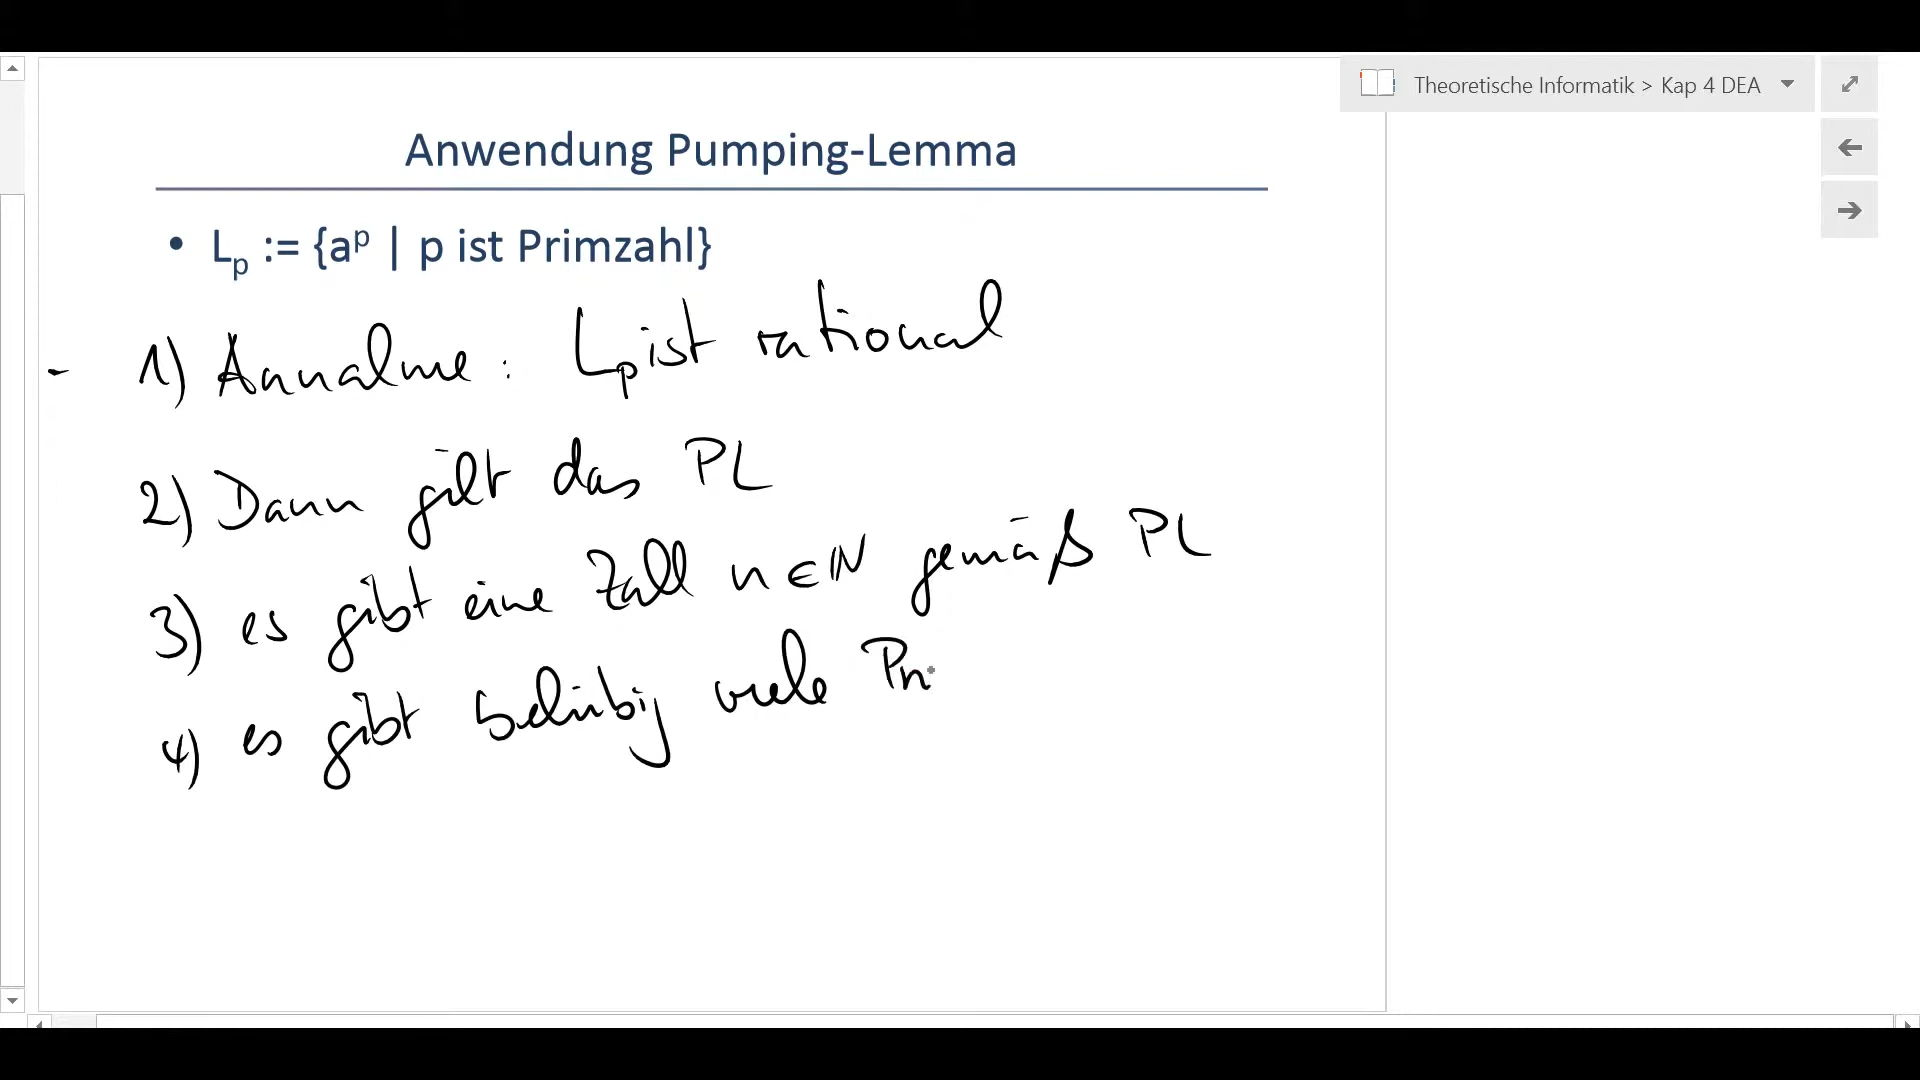 Theoretische Informatik > Kap 4 DEA
Anwendung Pumping-Lemma
• Lₚ := {aᵖ | p ist Primzahl}
- 1) Annahme: Lₚ ist rational
2) Dann gilt das PL
3) es gibt eine Zahl n ∈ ℕ gemäß PL
4) es gibt beliebig viele Pri